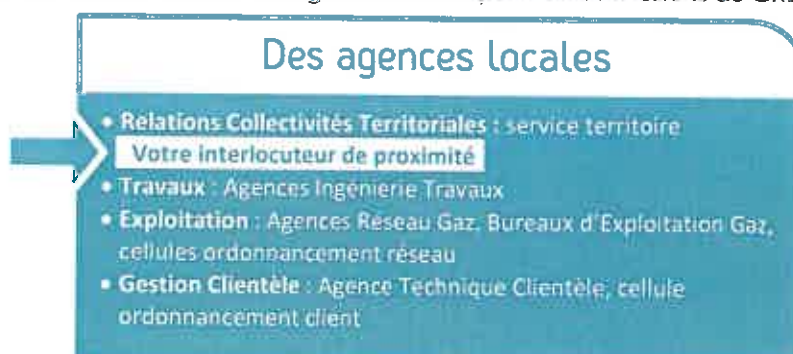 Des agences locales
• Relations Collectivités Territoriales : service territoire
Votre interlocuteur de proximité
• Travaux : Agences Ingénierie Travaux
• Exploitation : Agences Réseau Gaz, Bureaux d'Exploitation Gaz,
cellules ordonnancement réseau
• Gestion Clientèle : Agence Technique Clientèle, cellule
ordonnancement client